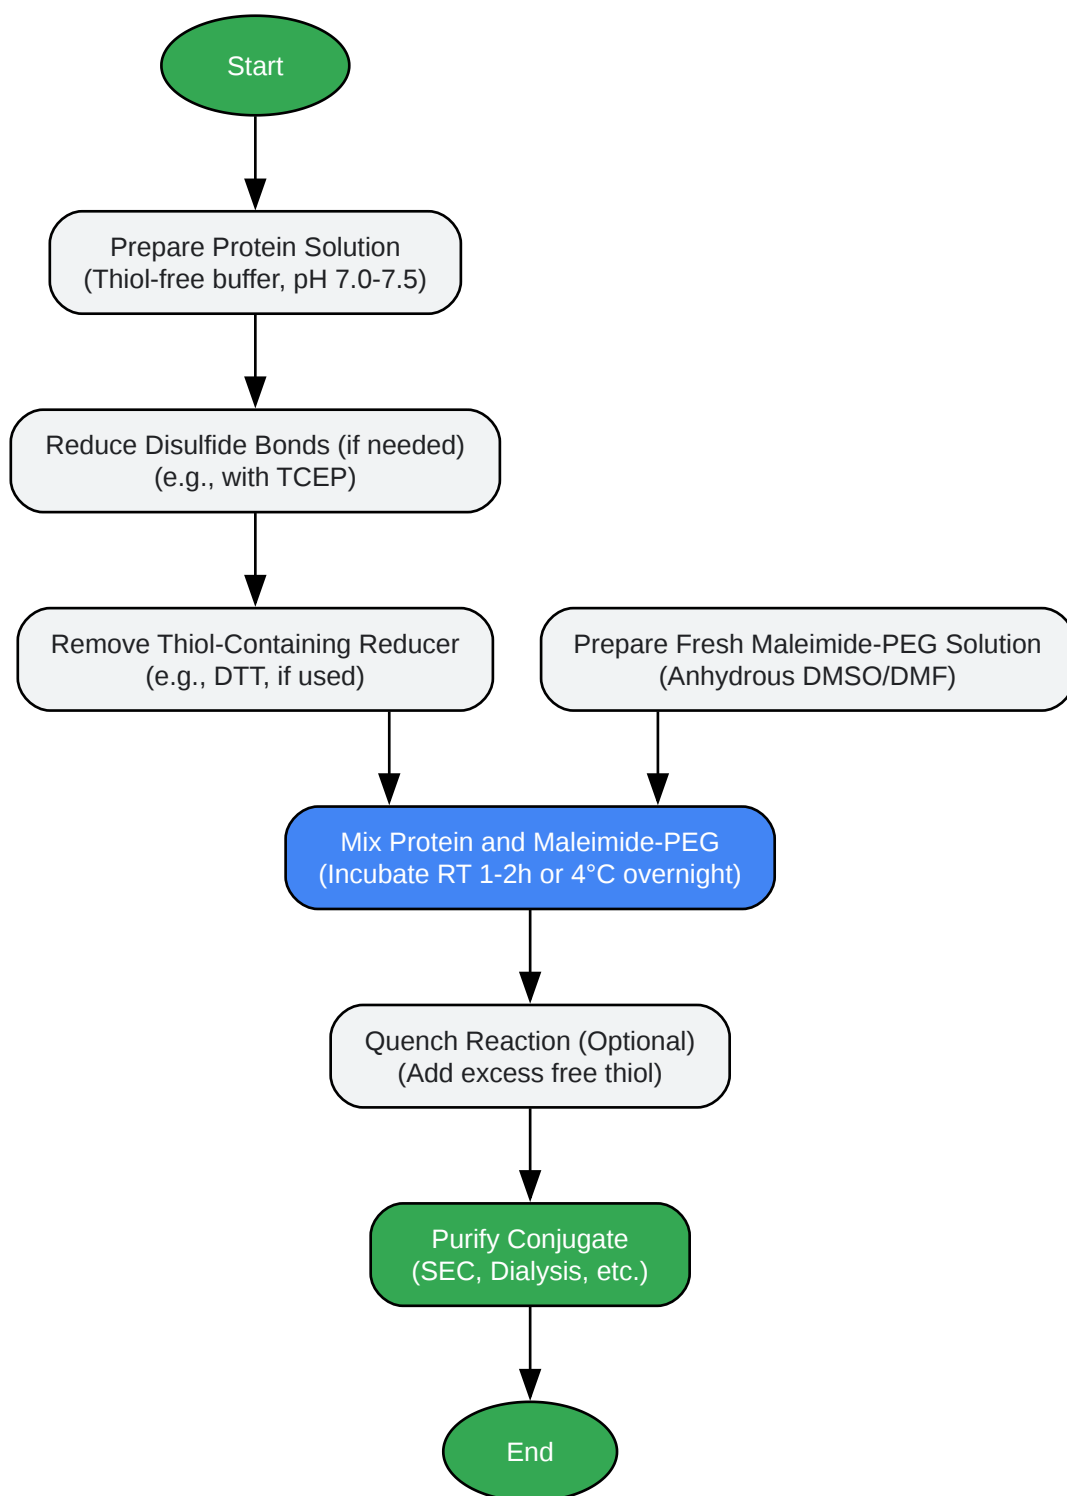 Start
Prepare Protein Solution
(Thiol-free buffer, pH 7.0-7.5)
Reduce Disulfide Bonds (if needed)
(e.g., with TCEP)
Remove Thiol-Containing Reducer
(e.g., DTT, if used)
Prepare Fresh Maleimide-PEG Solution
(Anhydrous DMSO/DMF)
Mix Protein and Maleimide-PEG
(Incubate RT 1-2h or 4°C overnight)
Quench Reaction (Optional)
(Add excess free thiol)
Purify Conjugate
(SEC, Dialysis, etc.)
End